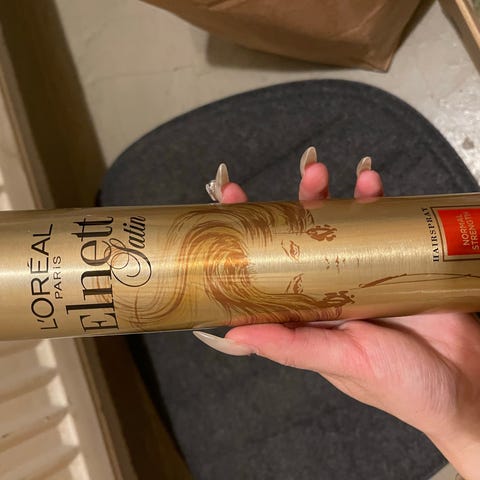 L'ORÉAL
PARIS
Elnett
Satin
HAIRSPRAY
NORMAL
STRENGTH